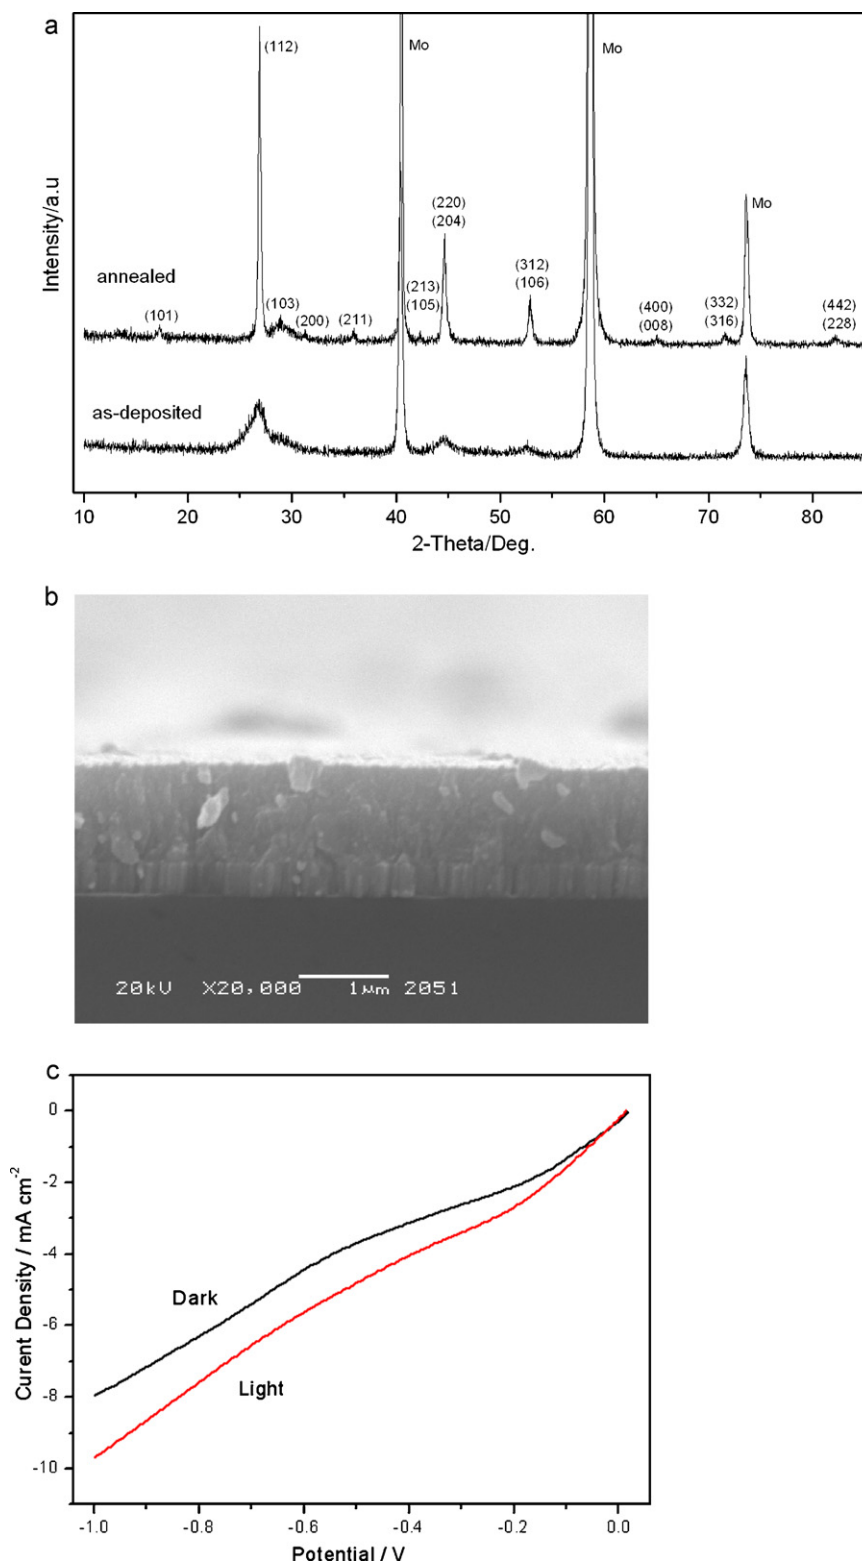 a
(112)
Mo
Mo
(220)
(204)
(312)
(106)
Mo
annealed
(101)
(103)
(200)
(211)
(213)
(105)
(400)
(008)
(332)
(316)
(442)
(228)
as-deposited
Intensity/a.u
10 20 30 40 50 60 70 80
2-Theta/Deg.
b
20kV X20,000 1μm 2051
c
0
-2
-4
-6
-8
-10
Curent Density / mA cm-2
Dark
Light
-1.0 -0.8 -0.6 -0.4 -0.2 0.0
Potential / V